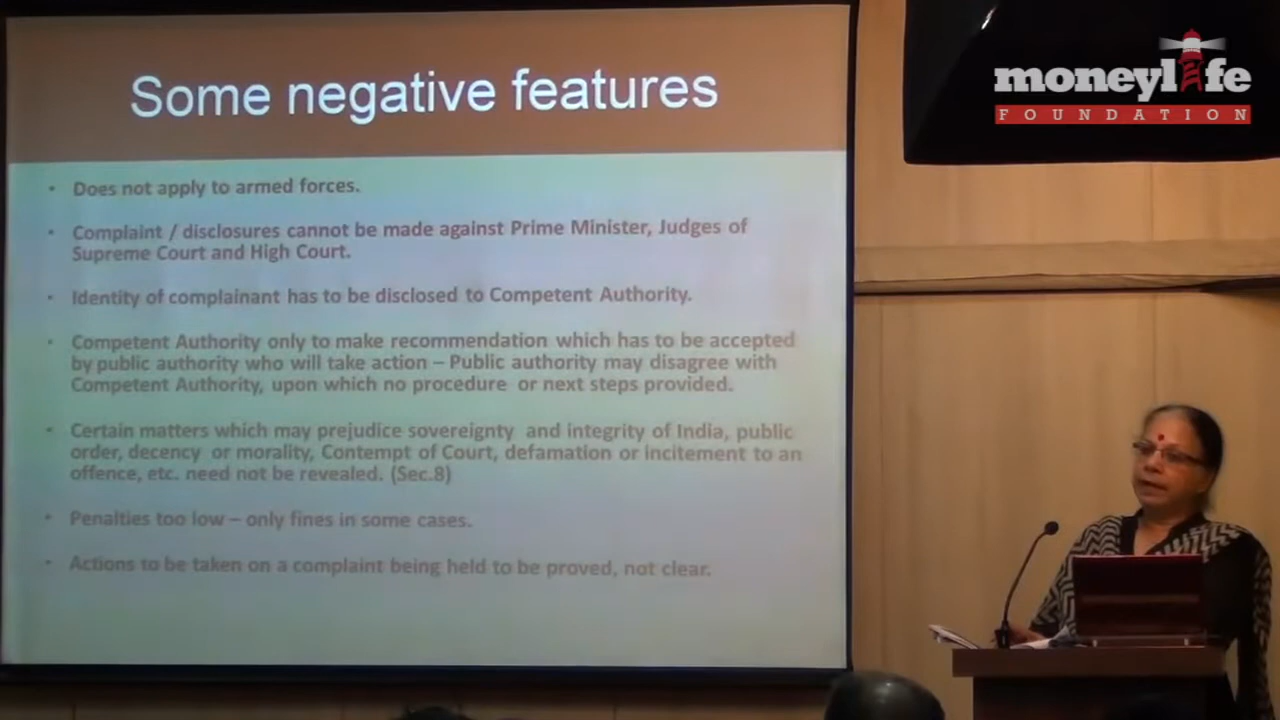 Some negative features
• Does not apply to armed forces.
• Complaint / disclosures cannot be made against Prime Minister, Judges of
Supreme Court and High Court.
• Identity of complainant has to be disclosed to Competent Authority.
• Competent Authority only to make recommendation which has to be accepted
by public authority who will take action – Public authority may disagree with
Competent Authority, upon which no procedure or next steps provided.
• Certain matters which may prejudice sovereignty and integrity of India, public
order, decency or morality, Contempt of Court, defamation or incitement to an
offence, etc. need not be revealed. (Sec.8)
• Penalties too low – only fines in some cases.
• Actions to be taken on a complaint being held to be proved, not clear.
moneylife
FOUNDATION